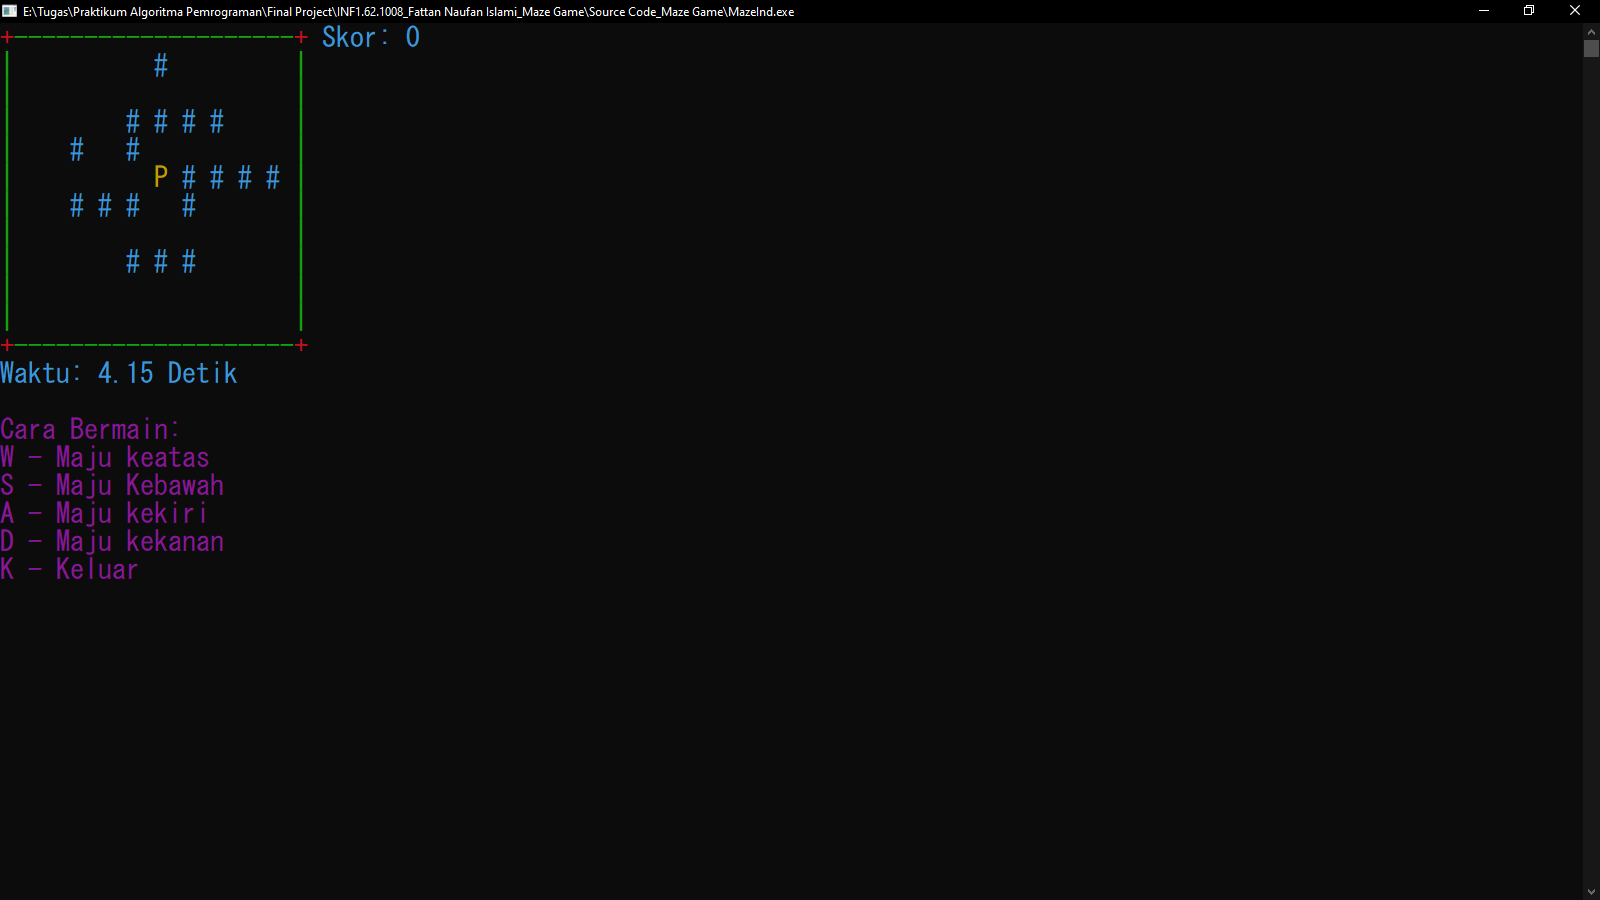 E:\Tugas\Praktikum Algoritma Pemrograman\Final Project\INF1.62.1008_Fattan Naufan Islami_Maze Game\Source Code_Maze Game\MazeInd.exe
+--------------------+ Skor: 0
|          #         |
|                    |
|        # # # #     |
|    #   #           |
|          P # # # # |
|    # # #   #       |
|                    |
|        # # #       |
|                    |
|                    |
+--------------------+
Waktu: 4.15 Detik
Cara Bermain:
W - Maju keatas
S - Maju Kebawah
A - Maju kekiri
D - Maju kekanan
K - Keluar